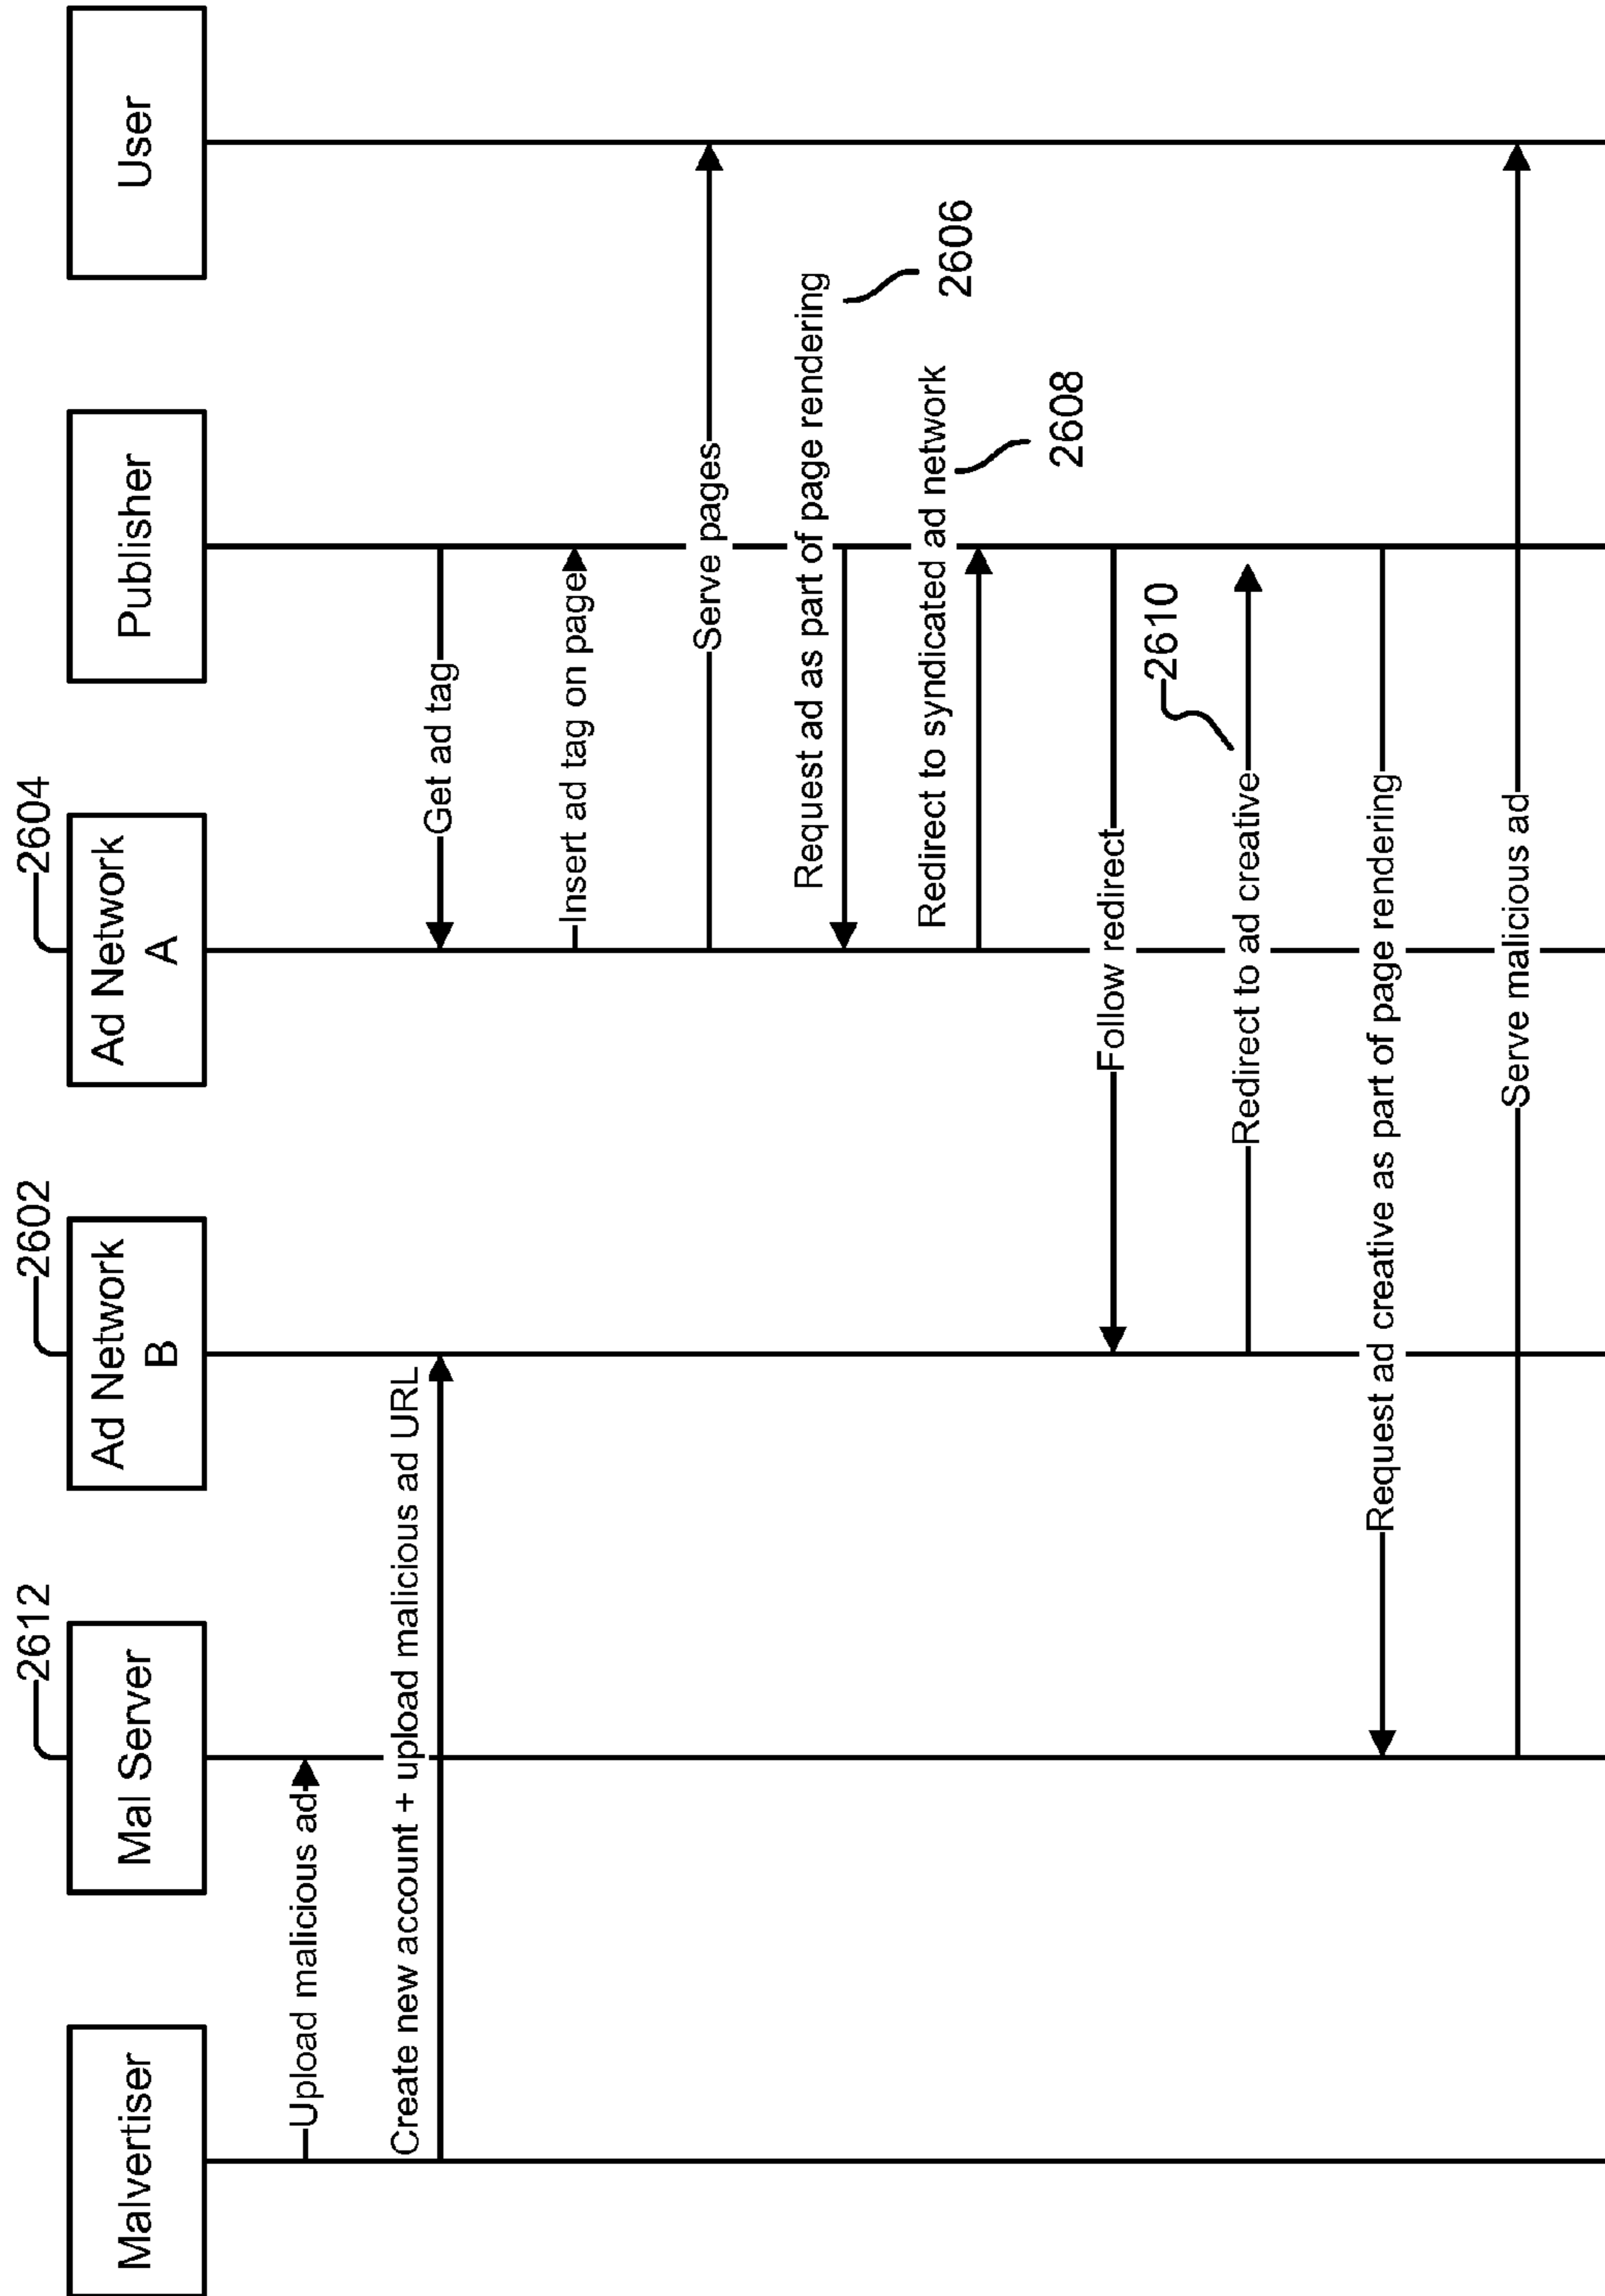 2612
2602
2604
Malvertiser
Mal Server
Ad Network
B
Ad Network
A
Publisher
User
Upload malicious ad
Create new account + upload malicious ad URL
Get ad tag
Insert ad tag on page
Serve pages
Request ad as part of page rendering
2606
Redirect to syndicated ad network
2608
Follow redirect
2610
Redirect to ad creative
Request ad creative as part of page rendering
Serve malicious ad